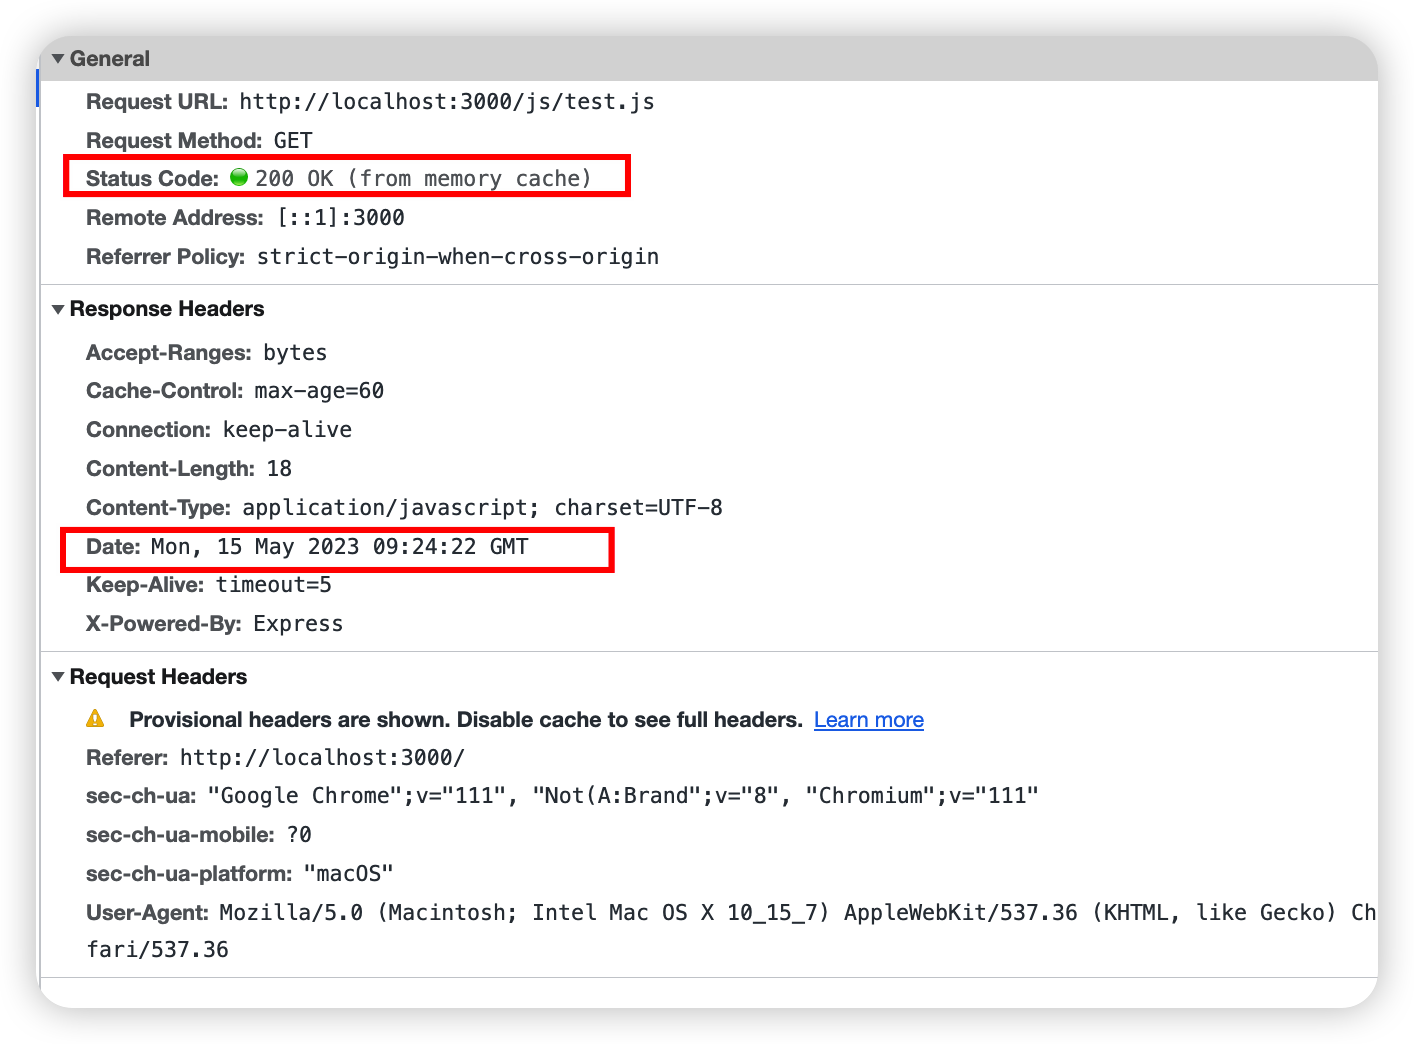 General
Request URL: http://localhost:3000/js/test.js
Request Method: GET
Status Code: 200 OK (from memory cache)
Remote Address: [::1]:3000
Referrer Policy: strict-origin-when-cross-origin
Response Headers
Accept-Ranges: bytes
Cache-Control: max-age=60
Connection: keep-alive
Content-Length: 18
Content-Type: application/javascript; charset=UTF-8
Date: Mon, 15 May 2023 09:24:22 GMT
Keep-Alive: timeout=5
X-Powered-By: Express
Request Headers
Provisional headers are shown. Disable cache to see full headers. Learn more
Referer: http://localhost:3000/
sec-ch-ua: "Google Chrome";v="111", "Not(A:Brand";v="8", "Chromium";v="111"
sec-ch-ua-mobile: ?0
sec-ch-ua-platform: "macOS"
User-Agent: Mozilla/5.0 (Macintosh; Intel Mac OS X 10_15_7) AppleWebKit/537.36 (KHTML, like Gecko) Ch
fari/537.36